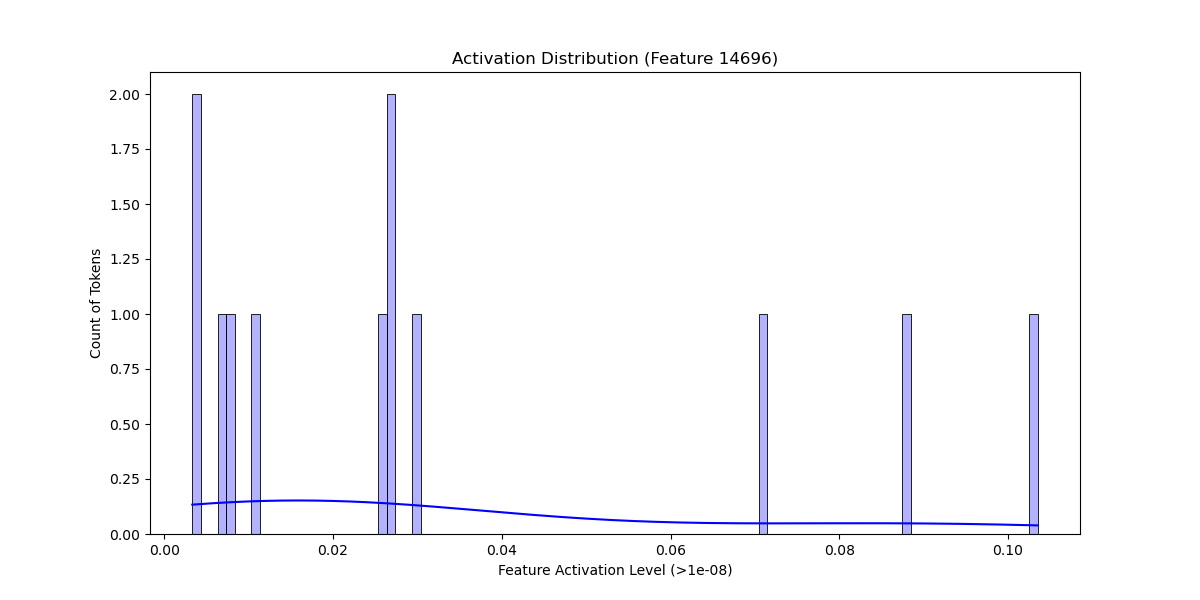 Activation Distribution (Feature 14696)
2.00
1.75
1.50
1.25
1.00
0.75
0.50
0.25
0.00
Count of Tokens
0.00 0.02 0.04 0.06 0.08 0.10
Feature Activation Level (>1e-08)